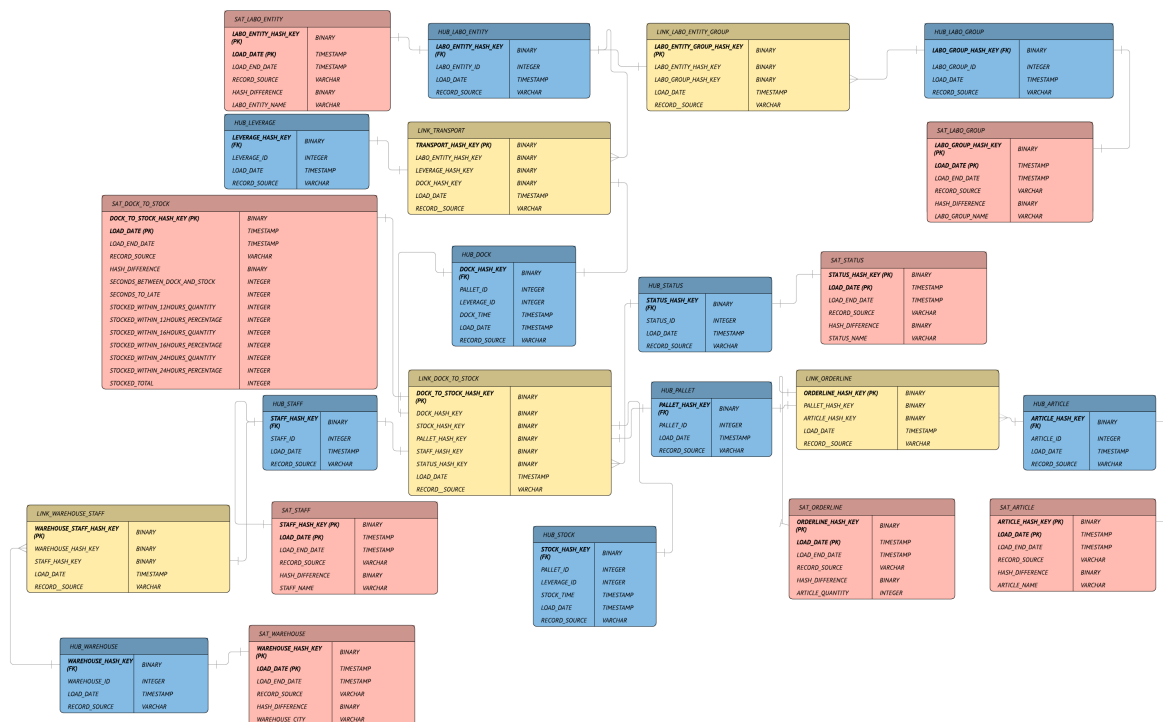 SAT_LABO_ENTITY
LABO_ENTITY_HASH_KEY (PK) BINARY
LOAD_DATE (PK) TIMESTAMP
LOAD_END_DATE TIMESTAMP
RECORD_SOURCE VARCHAR
HASH_DIFFERENCE BINARY
LABO_ENTITY_NAME VARCHAR
HUB_LABO_ENTITY
LABO_ENTITY_HASH_KEY (FK) BINARY
LABO_ENTITY_ID INTEGER
LOAD_DATE TIMESTAMP
RECORD_SOURCE VARCHAR
LINK_LABO_ENTITY_GROUP
LABO_ENTITY_GROUP_HASH_KEY (PK) BINARY
LABO_ENTITY_HASH_KEY BINARY
LABO_GROUP_HASH_KEY BINARY
LOAD_DATE TIMESTAMP
RECORD__SOURCE VARCHAR
HUB_LABO_GROUP
LABO_GROUP_HASH_KEY (FK) BINARY
LABO_GROUP_ID INTEGER
LOAD_DATE TIMESTAMP
RECORD_SOURCE VARCHAR
HUB_LEVERAGE
LEVERAGE_HASH_KEY (FK) BINARY
LEVERAGE_ID INTEGER
LOAD_DATE TIMESTAMP
RECORD_SOURCE VARCHAR
LINK_TRANSPORT
TRANSPORT_HASH_KEY (PK) BINARY
LABO_ENTITY_HASH_KEY BINARY
LEVERAGE_HASH_KEY BINARY
DOCK_HASH_KEY BINARY
LOAD_DATE TIMESTAMP
RECORD__SOURCE VARCHAR
SAT_LABO_GROUP
LABO_GROUP_HASH_KEY (PK) BINARY
LOAD_DATE (PK) TIMESTAMP
LOAD_END_DATE TIMESTAMP
RECORD_SOURCE VARCHAR
HASH_DIFFERENCE BINARY
LABO_GROUP_NAME VARCHAR
SAT_DOCK_TO_STOCK
DOCK_TO_STOCK_HASH_KEY (PK) BINARY
LOAD_DATE (PK) TIMESTAMP
LOAD_END_DATE TIMESTAMP
RECORD_SOURCE VARCHAR
HASH_DIFFERENCE BINARY
SECONDS_BETWEEN_DOCK_AND_STOCK INTEGER
SECONDS_TO_LATE INTEGER
STOCKED_WITHIN_12HOURS_QUANTITY INTEGER
STOCKED_WITHIN_12HOURS_PERCENTAGE INTEGER
STOCKED_WITHIN_16HOURS_QUANTITY INTEGER
STOCKED_WITHIN_16HOURS_PERCENTAGE INTEGER
STOCKED_WITHIN_24HOURS_QUANTITY INTEGER
STOCKED_WITHIN_24HOURS_PERCENTAGE INTEGER
STOCKED_TOTAL INTEGER
HUB_DOCK
DOCK_HASH_KEY (FK) BINARY
PALLET_ID INTEGER
LEVERAGE_ID INTEGER
DOCK_TIME TIMESTAMP
LOAD_DATE TIMESTAMP
RECORD_SOURCE VARCHAR
HUB_STATUS
STATUS_HASH_KEY (FK) BINARY
STATUS_ID INTEGER
LOAD_DATE TIMESTAMP
RECORD_SOURCE VARCHAR
SAT_STATUS
STATUS_HASH_KEY (PK) BINARY
LOAD_DATE (PK) TIMESTAMP
LOAD_END_DATE TIMESTAMP
RECORD_SOURCE VARCHAR
HASH_DIFFERENCE BINARY
STATUS_NAME VARCHAR
HUB_STAFF
STAFF_HASH_KEY (FK) BINARY
STAFF_ID INTEGER
LOAD_DATE TIMESTAMP
RECORD_SOURCE VARCHAR
LINK_DOCK_TO_STOCK
DOCK_TO_STOCK_HASH_KEY (PK) BINARY
DOCK_HASH_KEY BINARY
STOCK_HASH_KEY BINARY
PALLET_HASH_KEY BINARY
STAFF_HASH_KEY BINARY
STATUS_HASH_KEY BINARY
LOAD_DATE TIMESTAMP
RECORD__SOURCE VARCHAR
HUB_PALLET
PALLET_HASH_KEY (FK) BINARY
PALLET_ID INTEGER
LOAD_DATE TIMESTAMP
RECORD_SOURCE VARCHAR
LINK_ORDERLINE
ORDERLINE_HASH_KEY (PK) BINARY
PALLET_HASH_KEY BINARY
ARTICLE_HASH_KEY BINARY
LOAD_DATE TIMESTAMP
RECORD__SOURCE VARCHAR
HUB_ARTICLE
ARTICLE_HASH_KEY (FK) BINARY
ARTICLE_ID INTEGER
LOAD_DATE TIMESTAMP
RECORD_SOURCE VARCHAR
LINK_WAREHOUSE_STAFF
WAREHOUSE_STAFF_HASH_KEY (PK) BINARY
WAREHOUSE_HASH_KEY BINARY
STAFF_HASH_KEY BINARY
LOAD_DATE TIMESTAMP
RECORD__SOURCE VARCHAR
SAT_STAFF
STAFF_HASH_KEY (PK) BINARY
LOAD_DATE (PK) TIMESTAMP
LOAD_END_DATE TIMESTAMP
RECORD_SOURCE VARCHAR
HASH_DIFFERENCE BINARY
STAFF_NAME VARCHAR
HUB_STOCK
STOCK_HASH_KEY (FK) BINARY
PALLET_ID INTEGER
LEVERAGE_ID INTEGER
STOCK_TIME TIMESTAMP
LOAD_DATE TIMESTAMP
RECORD_SOURCE VARCHAR
SAT_ORDERLINE
ORDERLINE_HASH_KEY (PK) BINARY
LOAD_DATE (PK) TIMESTAMP
LOAD_END_DATE TIMESTAMP
RECORD_SOURCE VARCHAR
HASH_DIFFERENCE BINARY
ARTICLE_QUANTITY INTEGER
SAT_ARTICLE
ARTICLE_HASH_KEY (PK) BINARY
LOAD_DATE (PK) TIMESTAMP
LOAD_END_DATE TIMESTAMP
RECORD_SOURCE VARCHAR
HASH_DIFFERENCE BINARY
ARTICLE_NAME VARCHAR
HUB_WAREHOUSE
WAREHOUSE_HASH_KEY (FK) BINARY
WAREHOUSE_ID INTEGER
LOAD_DATE TIMESTAMP
RECORD_SOURCE VARCHAR
SAT_WAREHOUSE
WAREHOUSE_HASH_KEY (PK) BINARY
LOAD_DATE (PK) TIMESTAMP
LOAD_END_DATE TIMESTAMP
RECORD_SOURCE VARCHAR
HASH_DIFFERENCE BINARY
WAREHOUSE_CITY VARCHAR